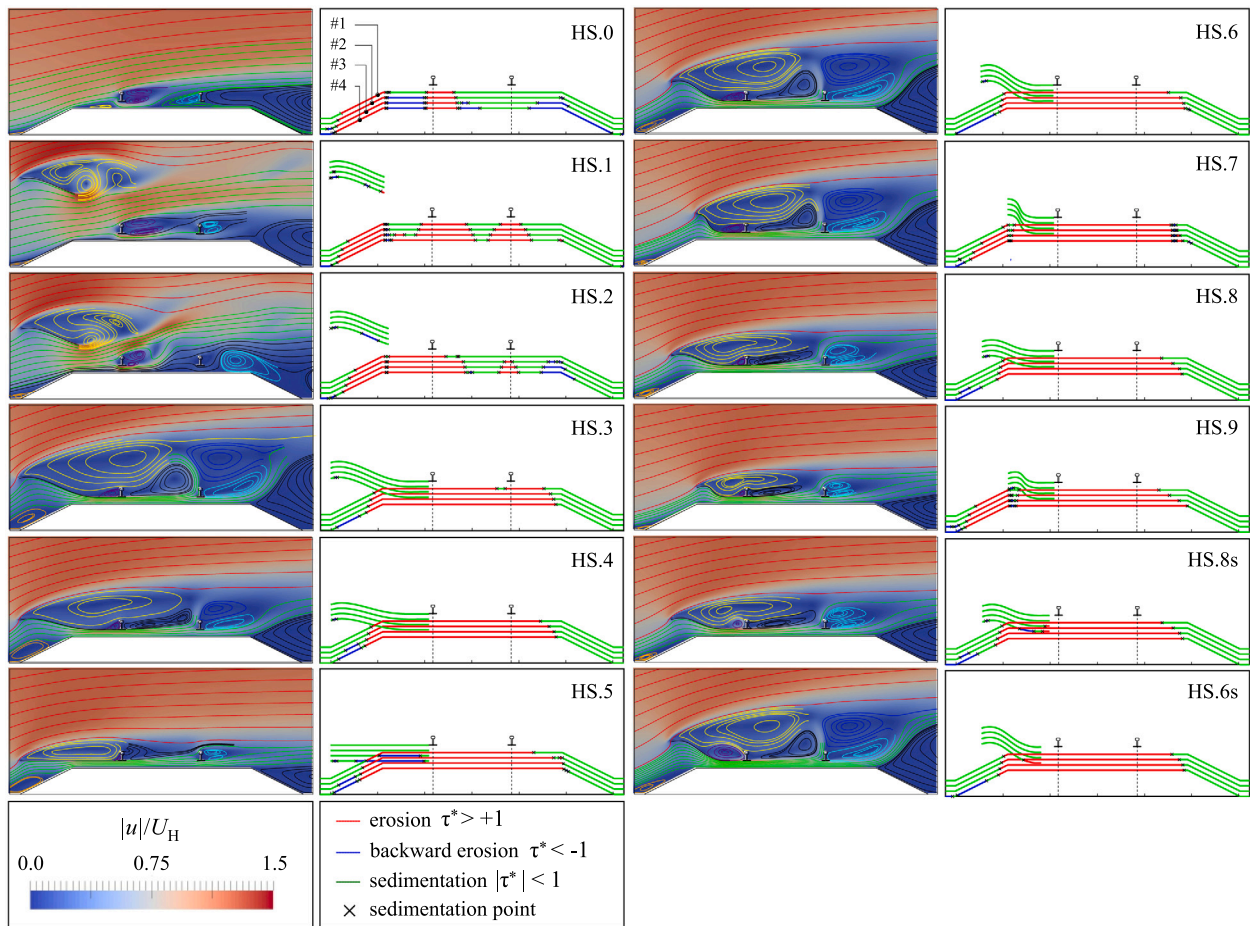 #1
#2
#3
#4
HS.0
HS.1
HS.2
HS.3
HS.4
HS.5
HS.6
HS.7
HS.8
HS.9
HS.8s
HS.6s
|u|/U_H
0.0 0.75 1.5
erosion τ* > +1
backward erosion τ* < -1
sedimentation |τ*| < 1
× sedimentation point